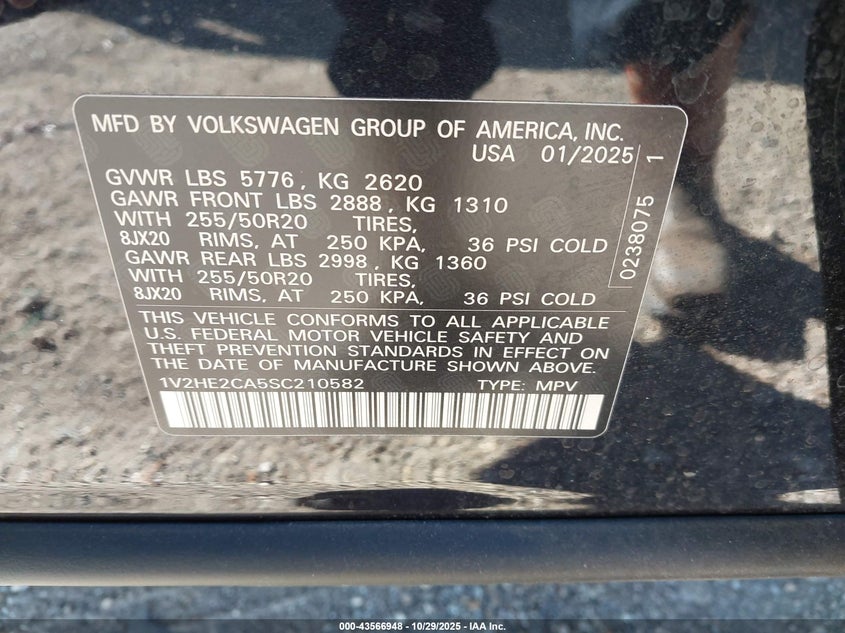 MFD BY VOLKSWAGEN GROUP OF AMERICA, INC.
USA 01/2025
GVWR LBS 5776, KG 2620
GAWR FRONT LBS 2888, KG 1310
WITH 255/50R20 TIRES,
8JX20 RIMS, AT 250 KPA, 36 PSI COLD
GAWR REAR LBS 2998, KG 1360
WITH 255/50R20 TIRES,
8JX20 RIMS, AT 250 KPA, 36 PSI COLD
THIS VEHICLE CONFORMS TO ALL APPLICABLE
U.S. FEDERAL MOTOR VEHICLE SAFETY AND
THEFT PREVENTION STANDARDS IN EFFECT ON
THE DATE OF MANUFACTURE SHOWN ABOVE.
1V2HE2CA5SC210582 TYPE: MPV
0238075 1
000-43566948 - 10/29/2025 - IAA Inc.